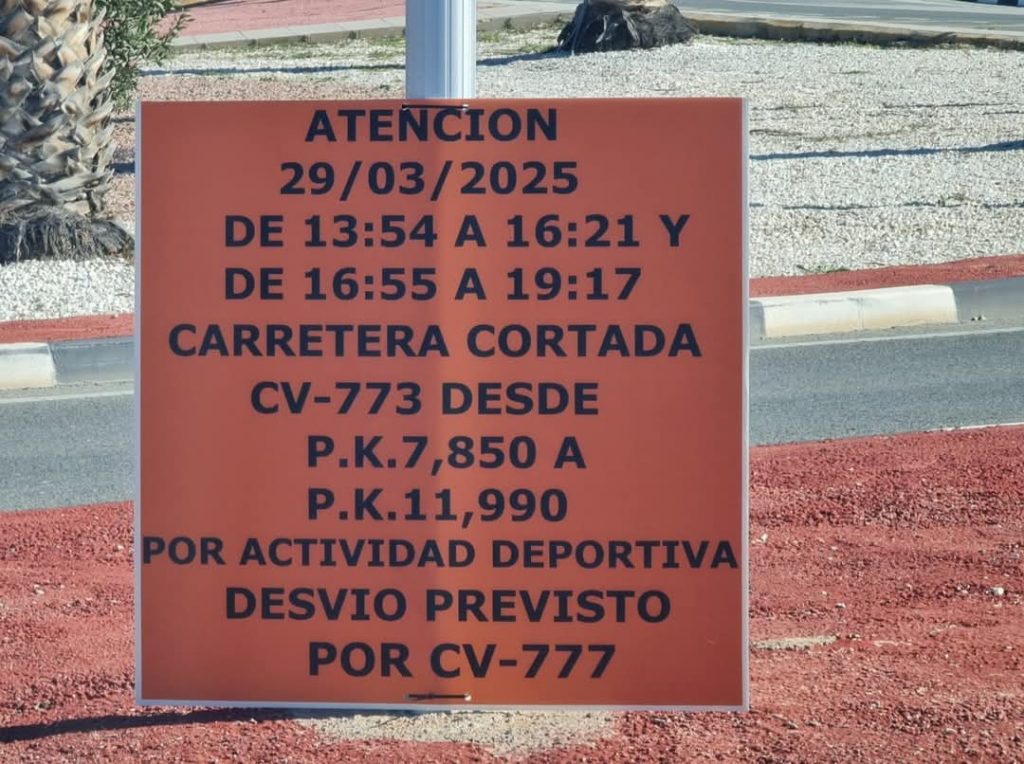 ATENCION
29/03/2025
DE 13:54 A 16:21 Y
DE 16:55 A 19:17
CARRETERA CORTADA
CV-773 DESDE
P.K.7,850 A
P.K.11,990
POR ACTIVIDAD DEPORTIVA
DESVIO PREVISTO
POR CV-777